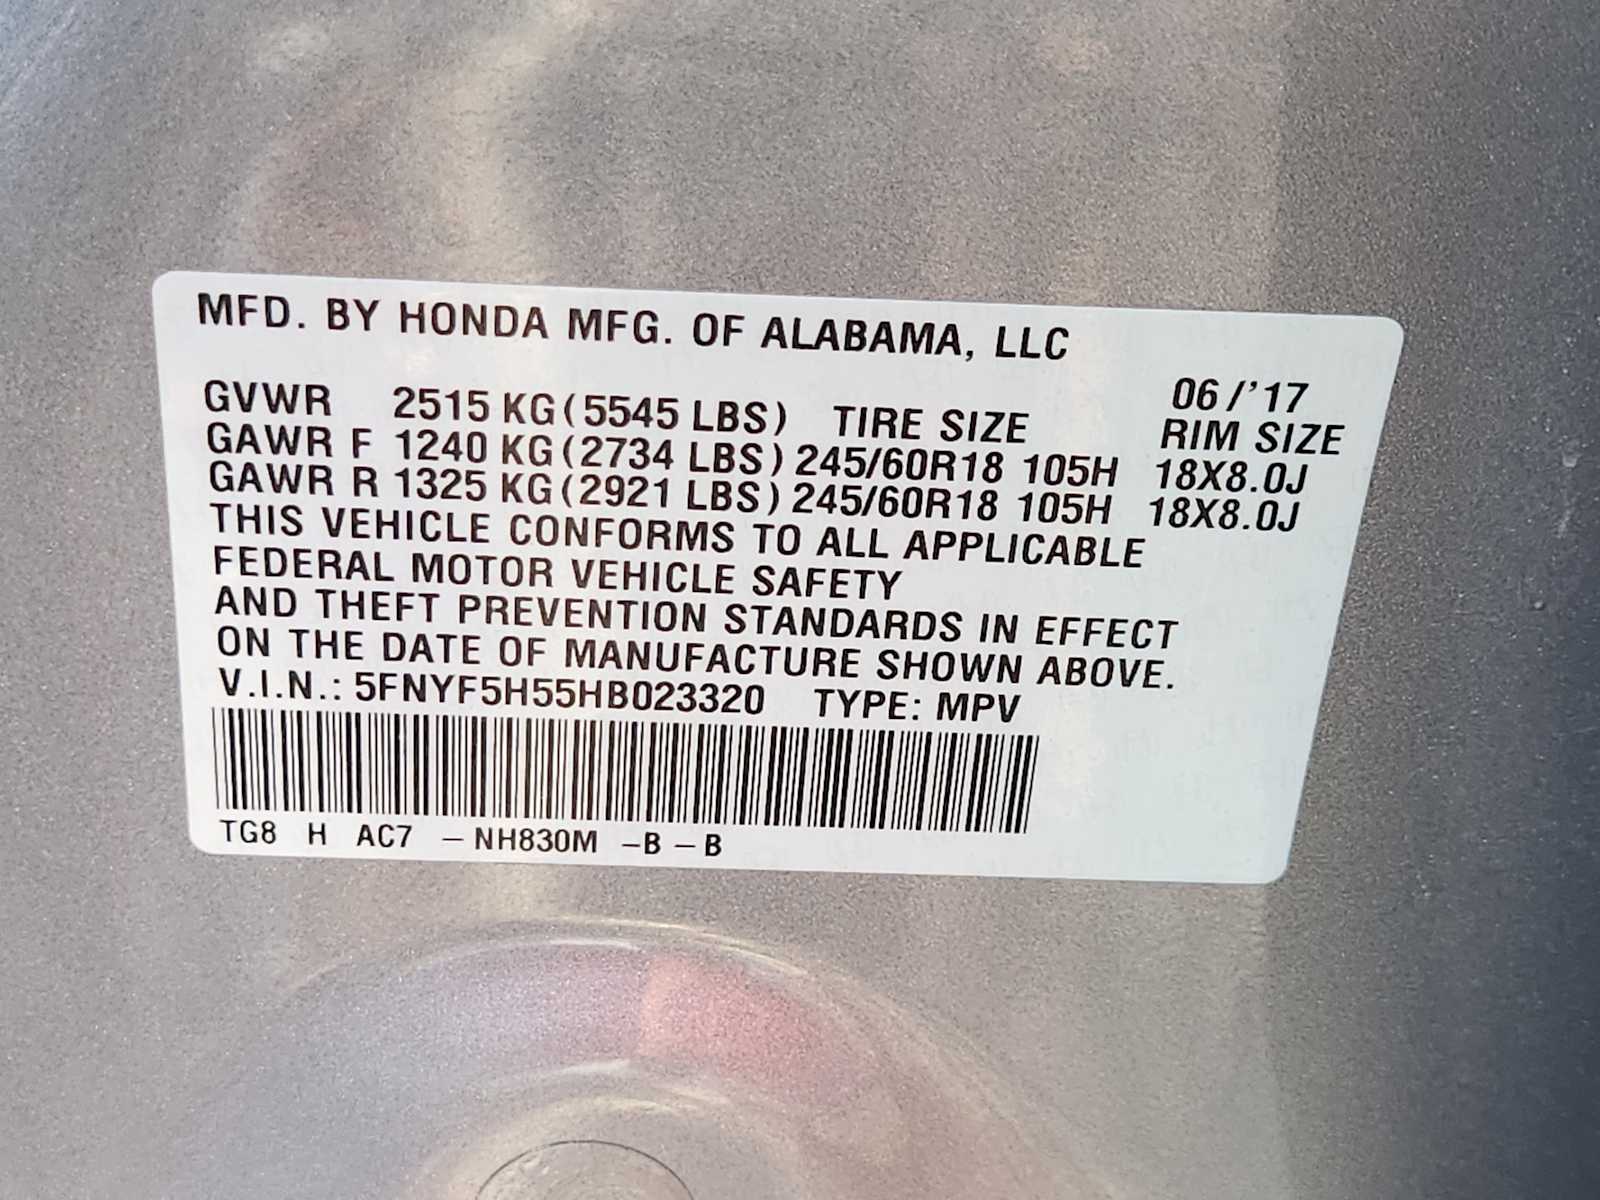 MFD. BY HONDA MFG. OF ALABAMA, LLC
06/'17
GVWR 2515 KG(5545 LBS) TIRE SIZE RIM SIZE
GAWR F 1240 KG(2734 LBS) 245/60R18 105H 18X8.0J
GAWR R 1325 KG(2921 LBS) 245/60R18 105H 18X8.0J
THIS VEHICLE CONFORMS TO ALL APPLICABLE
FEDERAL MOTOR VEHICLE SAFETY
AND THEFT PREVENTION STANDARDS IN EFFECT
ON THE DATE OF MANUFACTURE SHOWN ABOVE.
V.I.N.: 5FNYF5H55HB023320 TYPE: MPV
TG8 H AC7 – NH830M –B – B